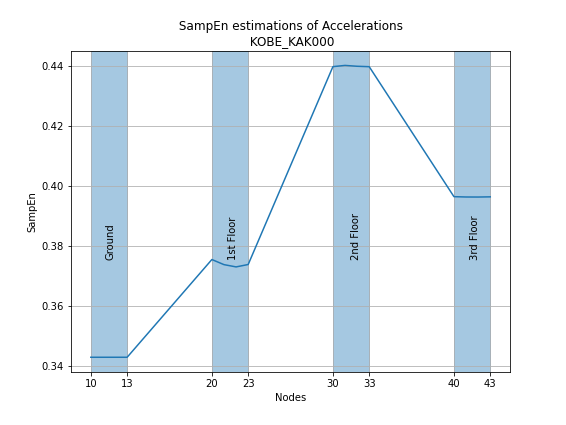 SampEn estimations of Accelerations
KOBE_KAK000
0.44
0.42
0.40
0.38
0.36
0.34
SampEn
Ground
1st Floor
2nd Floor
3rd Floor
10 13 20 23 30 33 40 43
Nodes